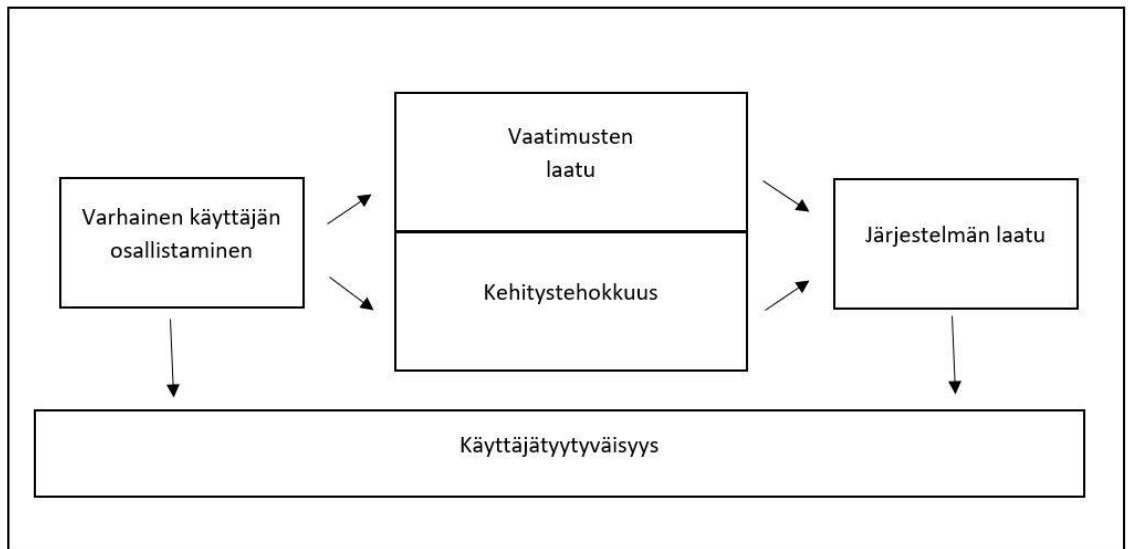 Vaatimusten
laatu
Varhainen käyttäjän
osallistaminen
Järjestelmän laatu
Kehitystehokkuus
Käyttäjätyytyväisyys